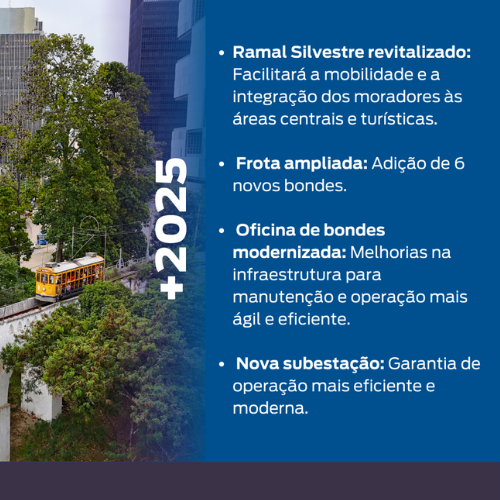 +2025
• Ramal Silvestre revitalizado:
Facilitará a mobilidade e a
integração dos moradores às
áreas centrais e turísticas.
• Frota ampliada: Adição de 6
novos bondes.
• Oficina de bondes
modernizada: Melhorias na
infraestrutura para
manutenção e operação mais
ágil e eficiente.
• Nova subestação: Garantia de
operação mais eficiente e
moderna.